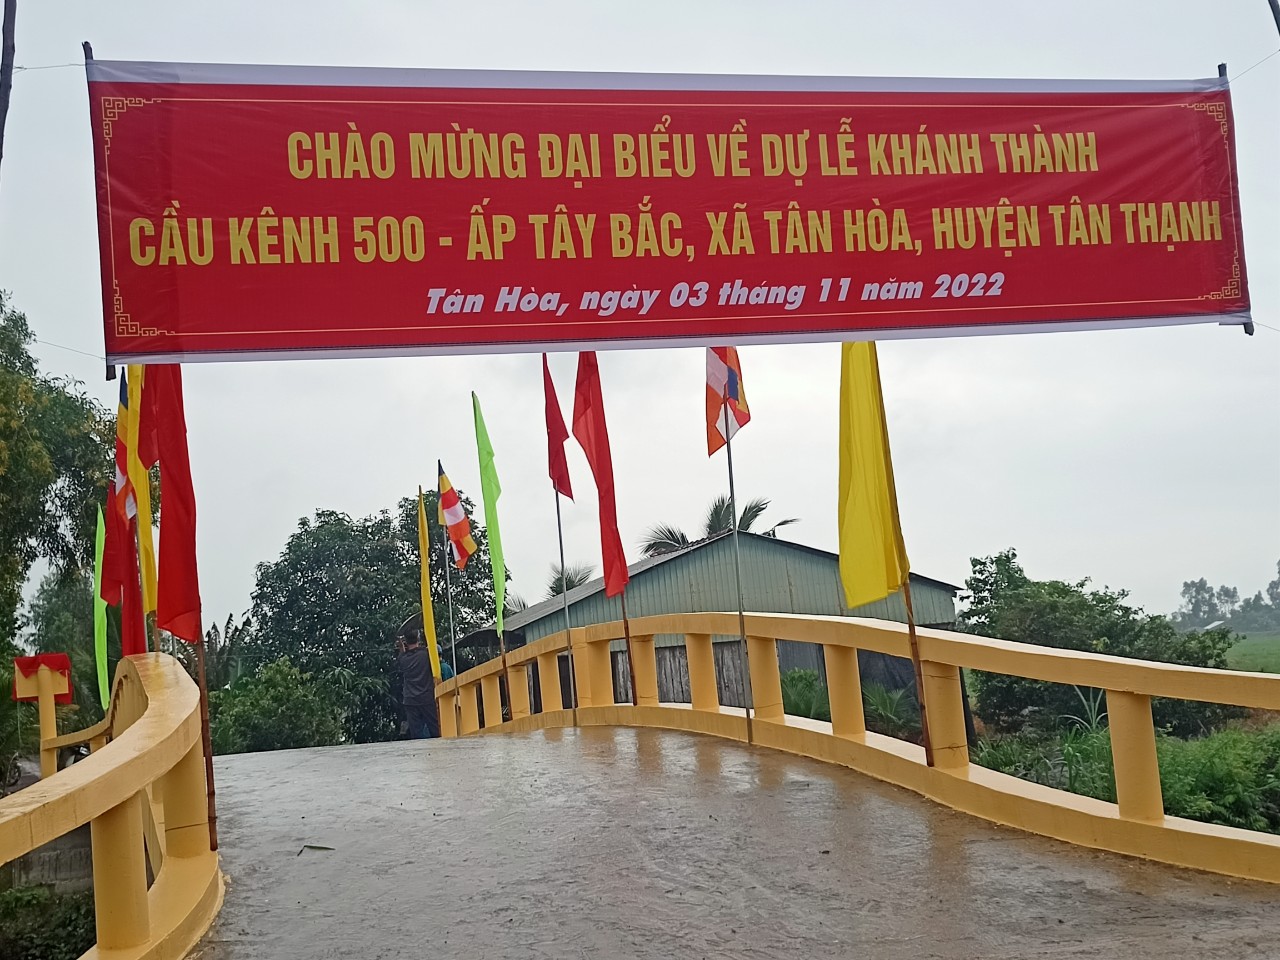 CHÀO MỪNG ĐẠI BIỂU VỀ DỰ LỄ KHÁNH THÀNH
CẦU KÊNH 500 - ẤP TÂY BẮC, XÃ TÂN HÒA, HUYỆN TÂN THẠNH
Tân Hòa, ngày 03 tháng 11 năm 2022